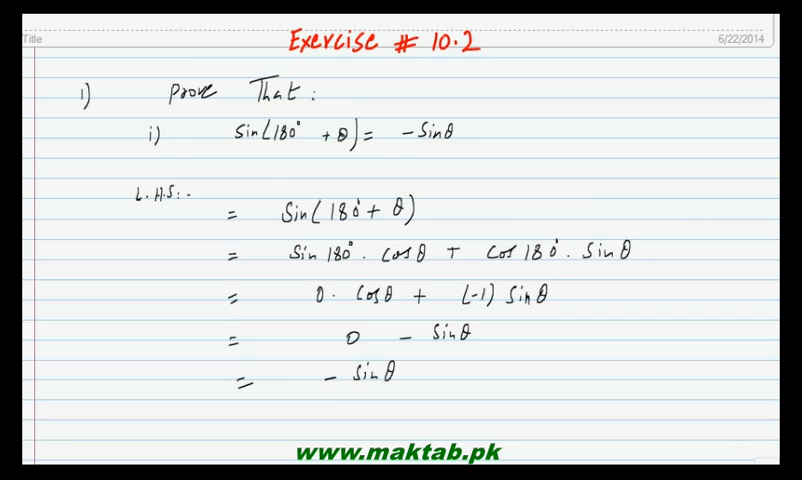 Title
Exercise # 10.2
6/22/2014
1) Prove That :
i) Sin(180° + θ) = - Sinθ
L.H.S:-
= Sin(180° + θ)
= Sin 180° . cosθ + cos 180° . Sinθ
= 0 . cosθ + (-1) Sinθ
= 0 - Sinθ
= - Sinθ
www.maktab.pk